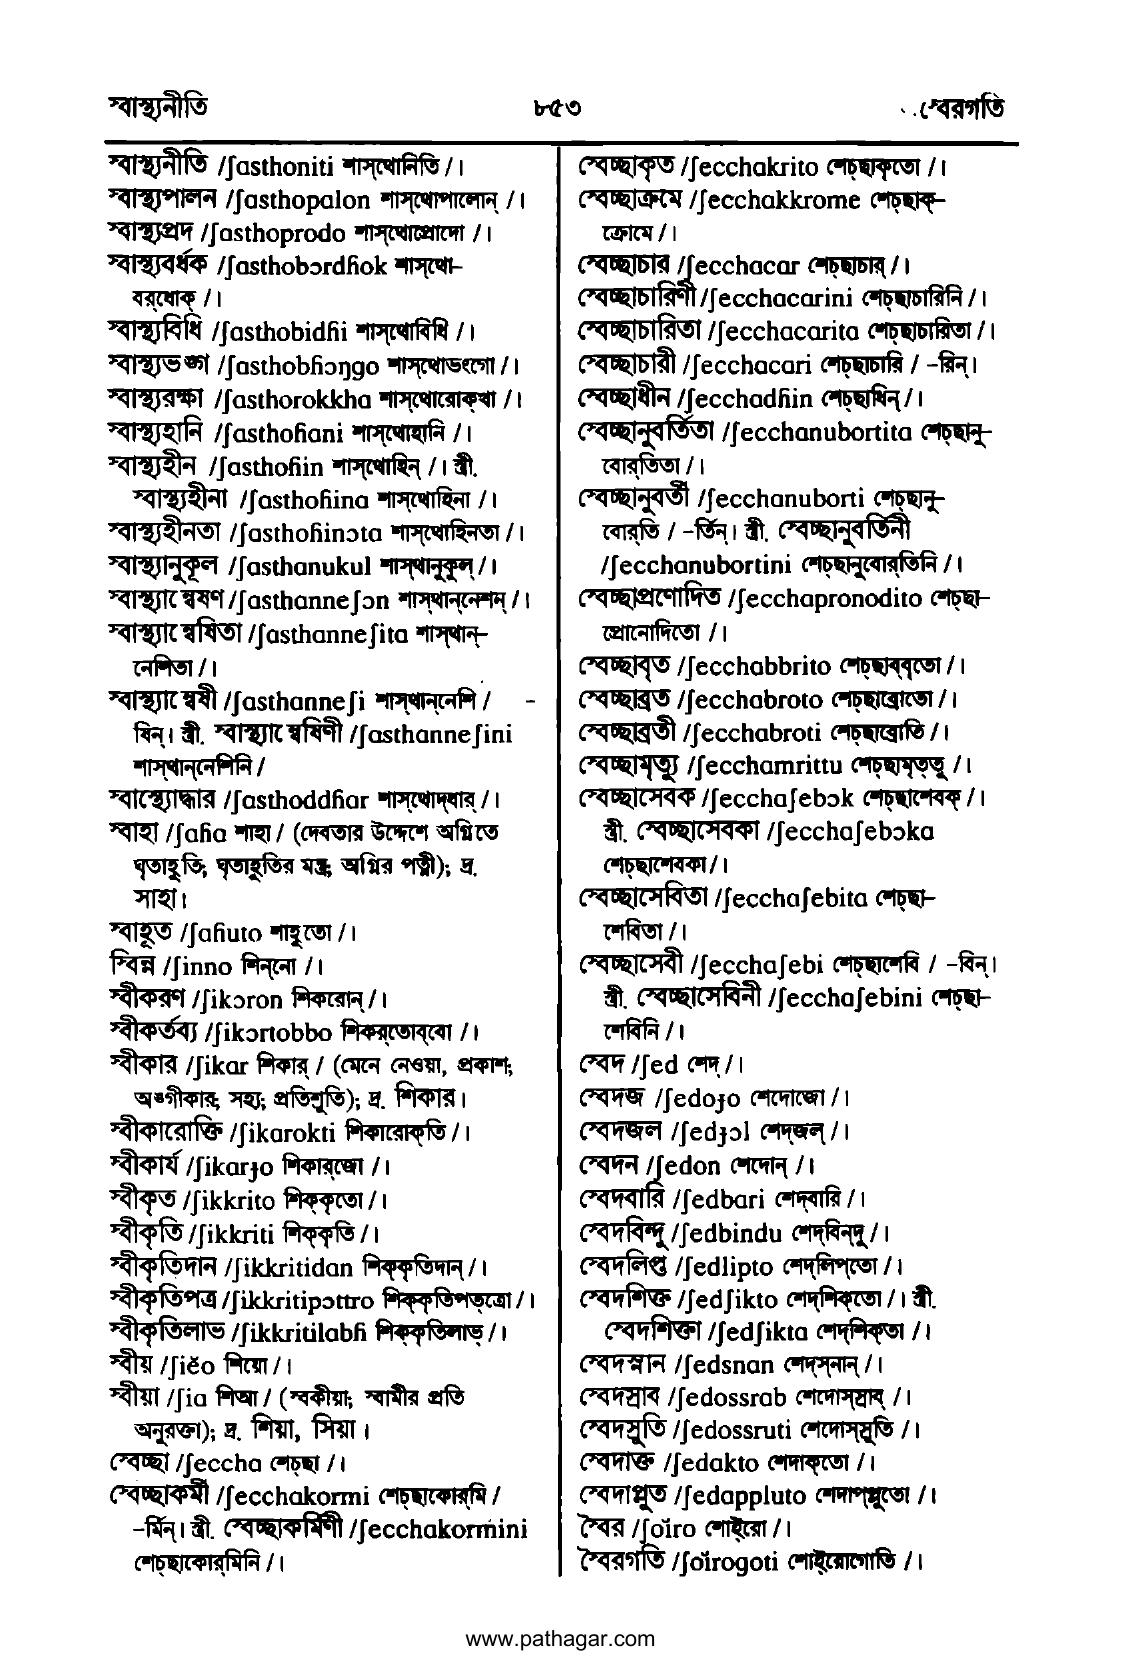 স্বাস্থ্যনীতি ৮৫৩ স্বৈরগতি
স্বাস্থ্যনীতি /ʃasthoniti শাস্‌থোনিতি /।
স্বাস্থ্যপালন /ʃasthopalon শাস্‌থোপালোন্ /।
স্বাস্থ্যপ্রদ /ʃasthoprodo শাস্‌থোপ্রোদো /।
স্বাস্থ্যবর্ধক /ʃasthobɔrdɦok শাস্‌থো-
বর্‌ধোক্ /।
স্বাস্থ্যবিধি /ʃasthobidɦi শাস্‌থোবিধি /।
স্বাস্থ্যভঙ্গ /ʃasthobɦɔŋgo শাস্‌থোভংগো /।
স্বাস্থ্যরক্ষা /ʃasthorokkha শাস্‌থোরোক্‌খা /।
স্বাস্থ্যহানি /ʃasthoɦani শাস্‌থোহানি /।
স্বাস্থ্যহীন /ʃasthoɦin শাস্‌থোহিন্ /। স্ত্রী.
স্বাস্থ্যহীনা /ʃasthoɦina শাস্‌থোহিনা /।
স্বাস্থ্যহীনতা /ʃasthoɦinɔta শাস্‌থোহিনতা /।
স্বাস্থ্যানুকূল /ʃasthanukul শাস্‌থানুকুল্ /।
স্বাস্থ্যান্বেষণ /ʃasthanneʃɔn শাস্‌থান্‌নেশন্ /।
স্বাস্থ্যান্বেষিতা /ʃasthanneʃita শাস্‌থান্‌-
নেশিতা /।
স্বাস্থ্যান্বেষী /ʃasthanneʃi শাস্‌থান্‌নেশি / -
ষিন্। স্ত্রী. স্বাস্থ্যান্বেষিণী /ʃasthanneʃini
শাস্‌থান্‌নেশিনি /
স্বাস্থ্যোদ্ধার /ʃasthoddɦar শাস্‌থোদ্‌ধার্ /।
স্বাহা /ʃaɦa শাহা / (দেবতার উদ্দেশে অগ্নিতে
ঘৃতাহুতি; ঘৃতাহুতির মন্ত্র; অগ্নির পত্নী); দ্র.
সাহা।
স্বাহূত /ʃaɦuto শাহুতো /।
স্বিন্ন /ʃinno শিন্‌নো /।
স্বীকরণ /ʃikɔron শিকরোন্ /।
স্বীকর্তব্য /ʃikɔrtobbo শিকর্‌তোব্‌বো /।
স্বীকার /ʃikar শিকার্ / (মেনে নেওয়া, প্রকাশ;
অঙ্গীকার; সহ্য; প্রতিশ্রুতি); দ্র. শিকার।
স্বীকারোক্তি /ʃikarokti শিকারোক্‌তি /।
স্বীকার্য /ʃikarɟo শিকার্‌জো /।
স্বীকৃত /ʃikkrito শিক্‌কৃতো /।
স্বীকৃতি /ʃikkriti শিক্‌কৃতি /।
স্বীকৃতিদান /ʃikkritidan শিক্‌কৃতিদান্ /।
স্বীকৃতিপত্র /ʃikkritipɔttro শিক্‌কৃতিপত্‌ত্রো /।
স্বীকৃতিলাভ /ʃikkritilabɦ শিক্‌কৃতিলাভ্ /।
স্বীয় /ʃiĕo শিয়ো /।
স্বীয়া /ʃia শিআ / (স্বকীয়া; স্বামীর প্রতি
অনুরক্তা); দ্র. শিয়া, সিয়া।
স্বেচ্ছা /ʃeccha শেচ্‌ছা /।
স্বেচ্ছাকর্মী /ʃecchakormi শেচ্‌ছাকোর্‌মি /
-র্মিন্। স্ত্রী. স্বেচ্ছাকর্মিণী /ʃecchakormini
শেচ্‌ছাকোর্‌মিনি /।
স্বেচ্ছাকৃত /ʃecchakrito শেচ্‌ছাকৃতো /।
স্বেচ্ছাক্রমে /ʃecchakkrome শেচ্‌ছাক্‌-
ক্রোমে /।
স্বেচ্ছাচার /ʃecchacar শেচ্‌ছাচার্ /।
স্বেচ্ছাচারিণী /ʃecchacarini শেচ্‌ছাচারিনি /।
স্বেচ্ছাচারিতা /ʃecchacarita শেচ্‌ছাচারিতা /।
স্বেচ্ছাচারী /ʃecchacari শেচ্‌ছাচারি / -রিন্।
স্বেচ্ছাধীন /ʃecchadɦin শেচ্‌ছাধিন্ /।
স্বেচ্ছানুবর্তিতা /ʃecchanubortita শেচ্‌ছানু-
বোর্‌তিতা /।
স্বেচ্ছানুবর্তী /ʃecchanuborti শেচ্‌ছানু-
বোর্‌তি / -র্তিন্। স্ত্রী. স্বেচ্ছানুবর্তিনী
/ʃecchanubortini শেচ্‌ছানুবোর্‌তিনি /।
স্বেচ্ছাপ্রণোদিত /ʃecchapronodito শেচ্‌ছা-
প্রোনোদিতো /।
স্বেচ্ছাবৃত /ʃecchabbrito শেচ্‌ছাব্‌বৃতো /।
স্বেচ্ছাব্রত /ʃecchabroto শেচ্‌ছাব্রোতো /।
স্বেচ্ছাব্রতী /ʃecchabroti শেচ্‌ছাব্রোতি /।
স্বেচ্ছামৃত্যু /ʃecchamrittu শেচ্‌ছামৃত্‌তু /।
স্বেচ্ছাসেবক /ʃecchaʃebɔk শেচ্‌ছাশেবক্ /।
স্ত্রী. স্বেচ্ছাসেবকা /ʃecchaʃebɔka
শেচ্‌ছাশেবকা /।
স্বেচ্ছাসেবিতা /ʃecchaʃebita শেচ্‌ছা-
শেবিতা /।
স্বেচ্ছাসেবী /ʃecchaʃebi শেচ্‌ছাশেবি / -বিন্।
স্ত্রী. স্বেচ্ছাসেবিনী /ʃecchaʃebini শেচ্‌ছা-
শেবিনি /।
স্বেদ /ʃed শেদ্ /।
স্বেদজ /ʃedoɟo শেদোজো /।
স্বেদজল /ʃedɟɔl শেদ্‌জল্ /।
স্বেদন /ʃedon শেদোন্ /।
স্বেদবারি /ʃedbari শেদ্‌বারি /।
স্বেদবিন্দু /ʃedbindu শেদ্‌বিন্‌দু /।
স্বেদলিপ্ত /ʃedlipto শেদ্‌লিপ্‌তো /।
স্বেদশিক্ত /ʃedʃikto শেদ্‌শিক্‌তো /। স্ত্রী.
স্বেদশিক্তা /ʃedʃikta শেদ্‌শিক্‌তা /।
স্বেদস্নান /ʃedsnan শেদ্‌স্‌নান্ /।
স্বেদস্রাব /ʃedossrab শেদোস্‌স্রাব্ /।
স্বেদস্রুতি /ʃedossruti শেদোস্‌স্রুতি /।
স্বেদাক্ত /ʃedakto শেদাক্‌তো /।
স্বেদাপ্লুত /ʃedappluto শেদাপ্‌প্লুতো /।
স্বৈর /ʃoĭro শোই্‌রো /।
স্বৈরগতি /ʃoĭrogoti শোই্‌রোগোতি /।
www.pathagar.com